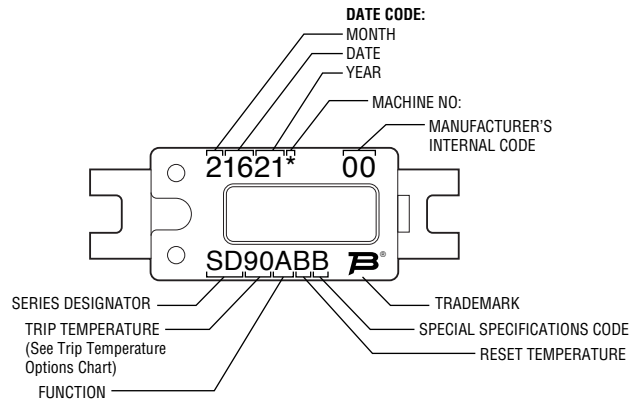 DATE CODE:
MONTH
DATE
YEAR
MACHINE NO:
MANUFACTURER'S
INTERNAL CODE
21621* 00
SD90ABB B®
SERIES DESIGNATOR
TRADEMARK
TRIP TEMPERATURE
(See Trip Temperature
Options Chart)
SPECIAL SPECIFICATIONS CODE
RESET TEMPERATURE
FUNCTION